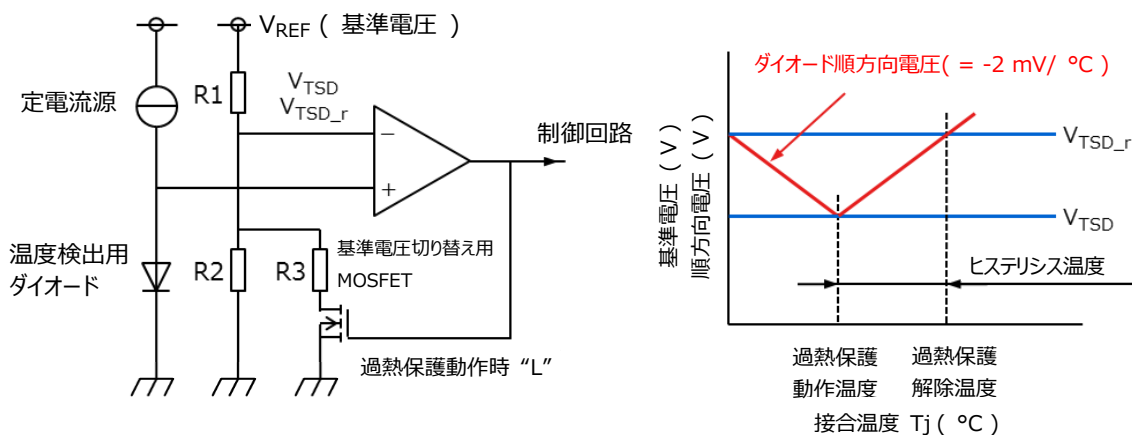 VREF ( 基準電圧 )
定電流源
R1
VTSD
VTSD_r
−
+
制御回路
温度検出用
ダイオード
R2
R3
基準電圧切り替え用
MOSFET
過熱保護動作時 “L”
ダイオード順方向電圧( = -2 mV/ °C )
基準電圧 ( V )
順方向電圧 ( V )
VTSD_r
VTSD
ヒステリシス温度
過熱保護
動作温度
過熱保護
解除温度
接合温度 Tj ( °C )